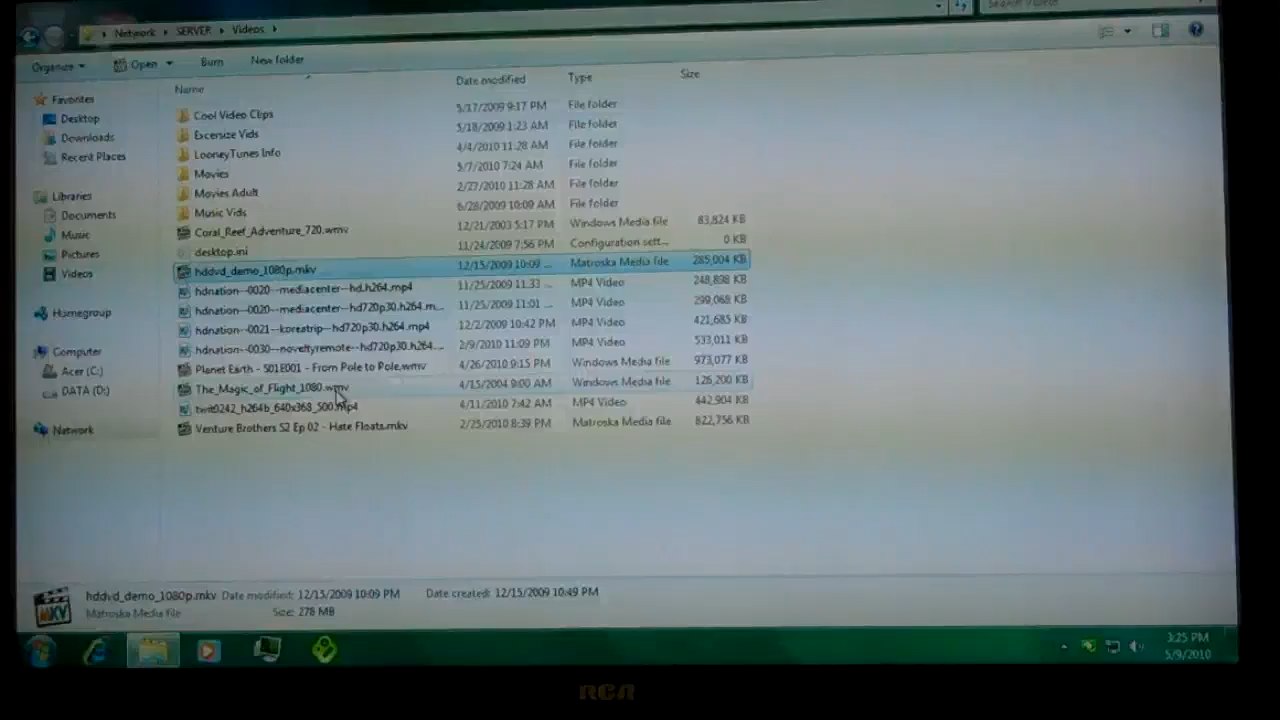 Network SERVER Videos
Search Videos
Organize Open Burn New folder
Name Date modified Type Size
Favorites
Desktop
Downloads
Recent Places
Libraries
Documents
Music
Pictures
Videos
Homegroup
Computer
Acer (C:)
DATA (D:)
Network
Cool Video Clips 5/17/2009 9:17 PM File folder
Excersize Vids 5/18/2009 1:23 AM File folder
LooneyTunes Info 4/4/2010 11:28 AM File folder
Movies 5/7/2010 7:24 AM File folder
Movies Adult 2/27/2010 11:28 AM File folder
Music Vids 6/28/2009 10:09 AM File folder
Coral_Reef_Adventure_720.wmv 12/21/2003 5:17 PM Windows Media file 83,824 KB
desktop.ini 11/24/2009 7:56 PM Configuration sett... 0 KB
hddvd_demo_1080p.mkv 12/15/2009 10:09 ... Matroska Media file 285,004 KB
hdnation--0020--mediacenter--hd.h264.mp4 11/25/2009 11:33 ... MP4 Video 248,898 KB
hdnation--0020--mediacenter--hd720p30.h264.m... 11/25/2009 11:01 ... MP4 Video 299,068 KB
hdnation--0021--koreatrip--hd720p30.h264.mp4 12/2/2009 10:42 PM MP4 Video 421,685 KB
hdnation--0030--noveltyremote--hd720p30.h264.... 2/9/2010 11:09 PM MP4 Video 533,011 KB
Planet Earth - S01E001 - From Pole to Pole.wmv 4/26/2010 9:15 PM Windows Media file 973,077 KB
The_Magic_of_Flight_1080.wmv 4/15/2004 9:00 AM Windows Media file 126,200 KB
twit0242_h264b_640x368_500.mp4 4/11/2010 7:42 AM MP4 Video 442,904 KB
Venture Brothers S2 Ep 02 - Hate Floats.mkv 2/25/2010 8:39 PM Matroska Media file 822,756 KB
hddvd_demo_1080p.mkv Date modified: 12/15/2009 10:09 PM Date created: 12/15/2009 10:49 PM
Matroska Media file Size: 278 MB
MKV
3:25 PM
5/9/2010
RCA